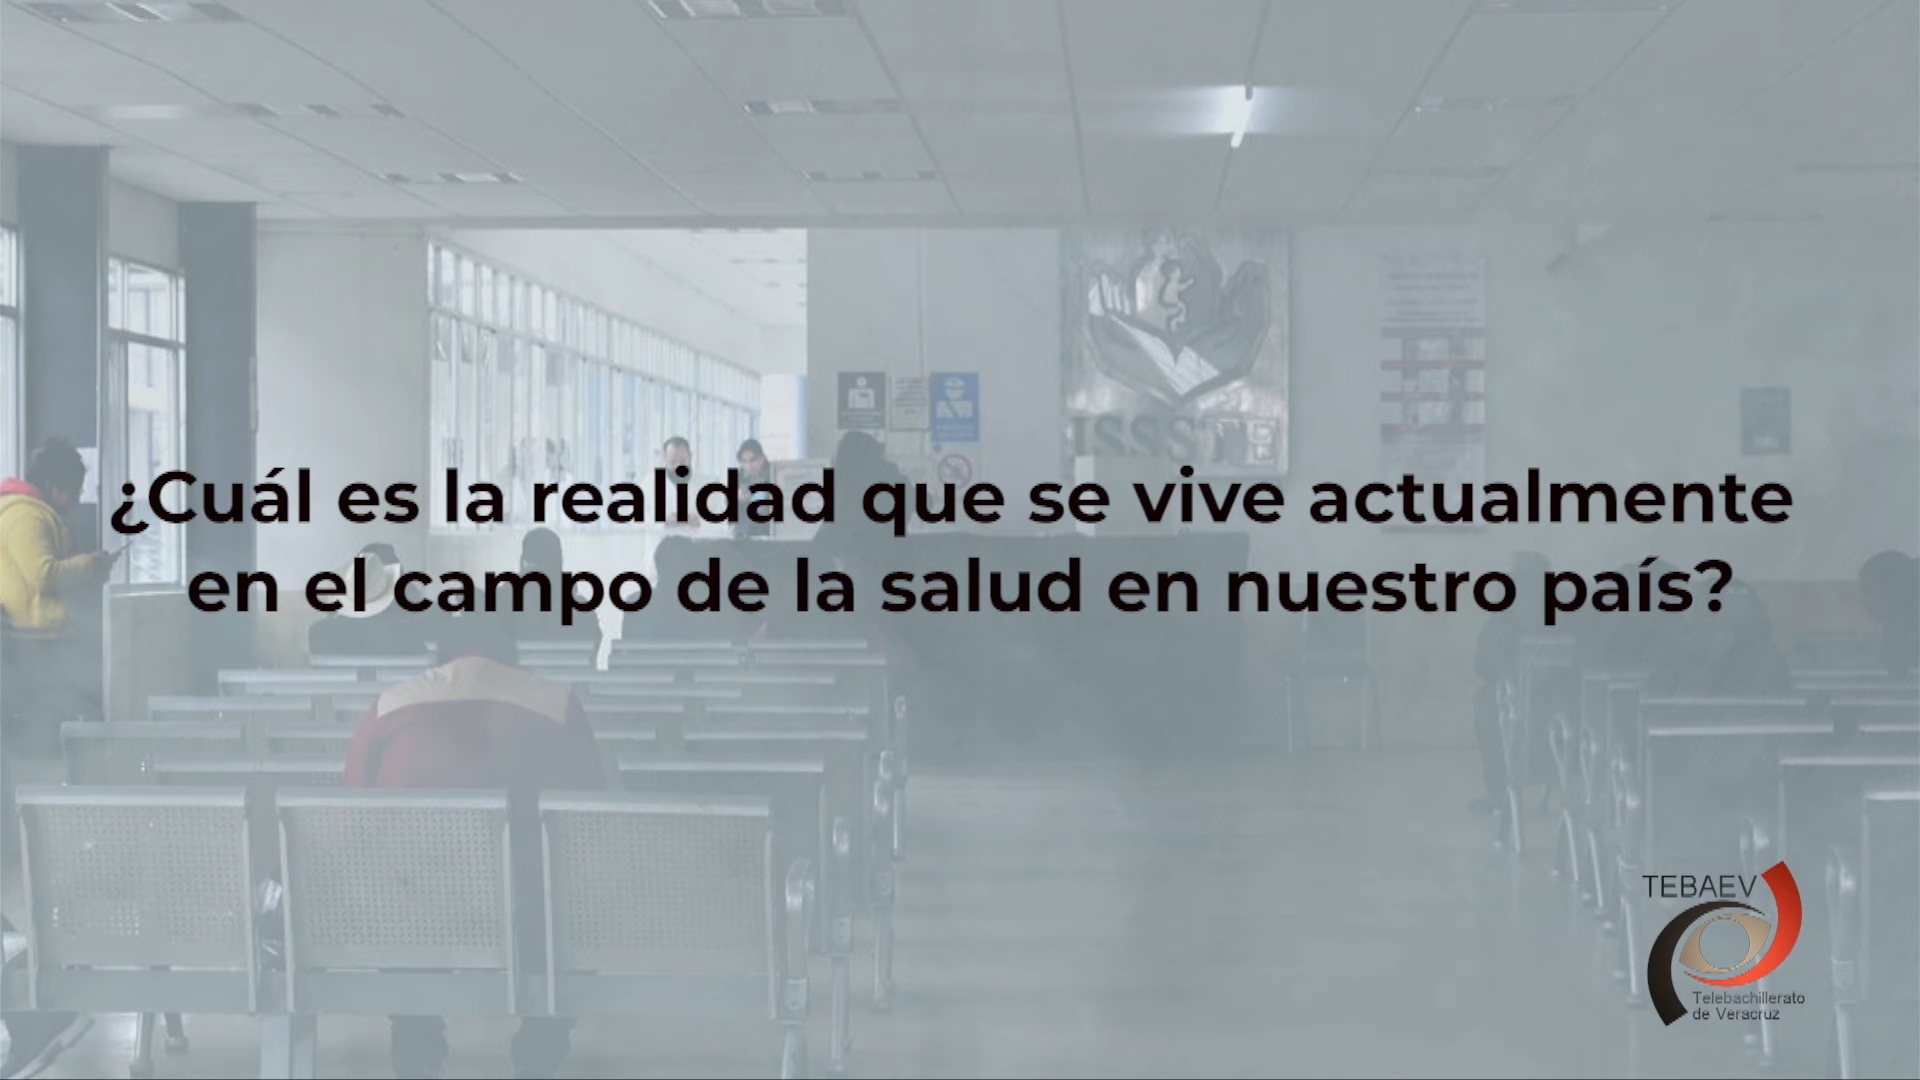 ISSSTE
¿Cuál es la realidad que se vive actualmente
en el campo de la salud en nuestro país?
TEBAEV
Telebachillerato
de Veracruz